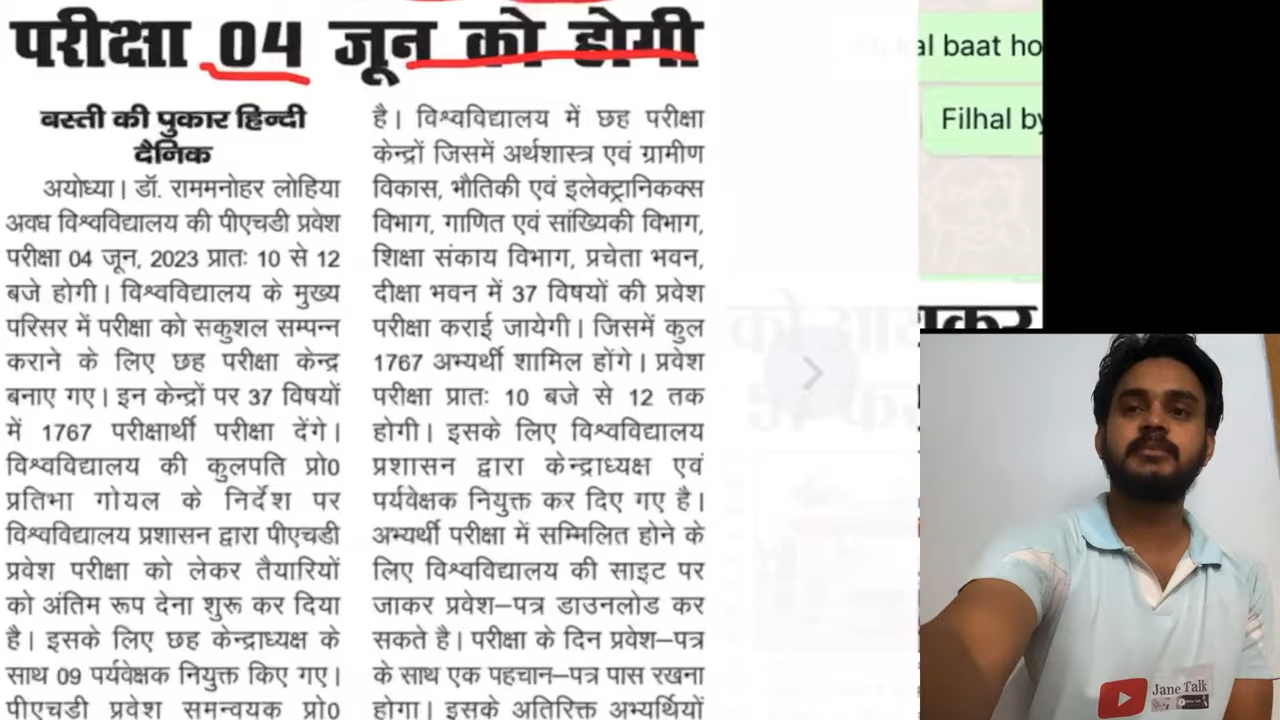 परीक्षा 04 जून को होगी
बस्ती की पुकार हिन्दी
दैनिक
अयोध्या। डॉ. राममनोहर लोहिया
अवध विश्वविद्यालय की पीएचडी प्रवेश
परीक्षा 04 जून, 2023 प्रातः 10 से 12
बजे होगी। विश्वविद्यालय के मुख्य
परिसर में परीक्षा को सकुशल सम्पन्न
कराने के लिए छह परीक्षा केन्द्र
बनाए गए। इन केन्द्रों पर 37 विषयों
में 1767 परीक्षार्थी परीक्षा देंगे।
विश्वविद्यालय की कुलपति प्रो0
प्रतिभा गोयल के निर्देश पर
विश्वविद्यालय प्रशासन द्वारा पीएचडी
प्रवेश परीक्षा को लेकर तैयारियों
को अंतिम रूप देना शुरू कर दिया
है। इसके लिए छह केन्द्राध्यक्ष के
साथ 09 पर्यवेक्षक नियुक्त किए गए।
पीएचडी प्रवेश समन्वयक प्रो0
है। विश्वविद्यालय में छह परीक्षा
केन्द्रों जिसमें अर्थशास्त्र एवं ग्रामीण
विकास, भौतिकी एवं इलेक्ट्रानिकक्स
विभाग, गाणित एवं सांख्यिकी विभाग,
शिक्षा संकाय विभाग, प्रचेता भवन,
दीक्षा भवन में 37 विषयों की प्रवेश
परीक्षा कराई जायेगी। जिसमें कुल
1767 अभ्यर्थी शामिल होंगे। प्रवेश
परीक्षा प्रातः 10 बजे से 12 तक
होगी। इसके लिए विश्वविद्यालय
प्रशासन द्वारा केन्द्राध्यक्ष एवं
पर्यवेक्षक नियुक्त कर दिए गए है।
अभ्यर्थी परीक्षा में सम्मिलित होने के
लिए विश्वविद्यालय की साइट पर
जाकर प्रवेश–पत्र डाउनलोड कर
सकते है। परीक्षा के दिन प्रवेश–पत्र
के साथ एक पहचान–पत्र पास रखना
होगा। इसके अतिरिक्त अभ्यर्थियों
al baat ho
Filhal by
Jane Talk